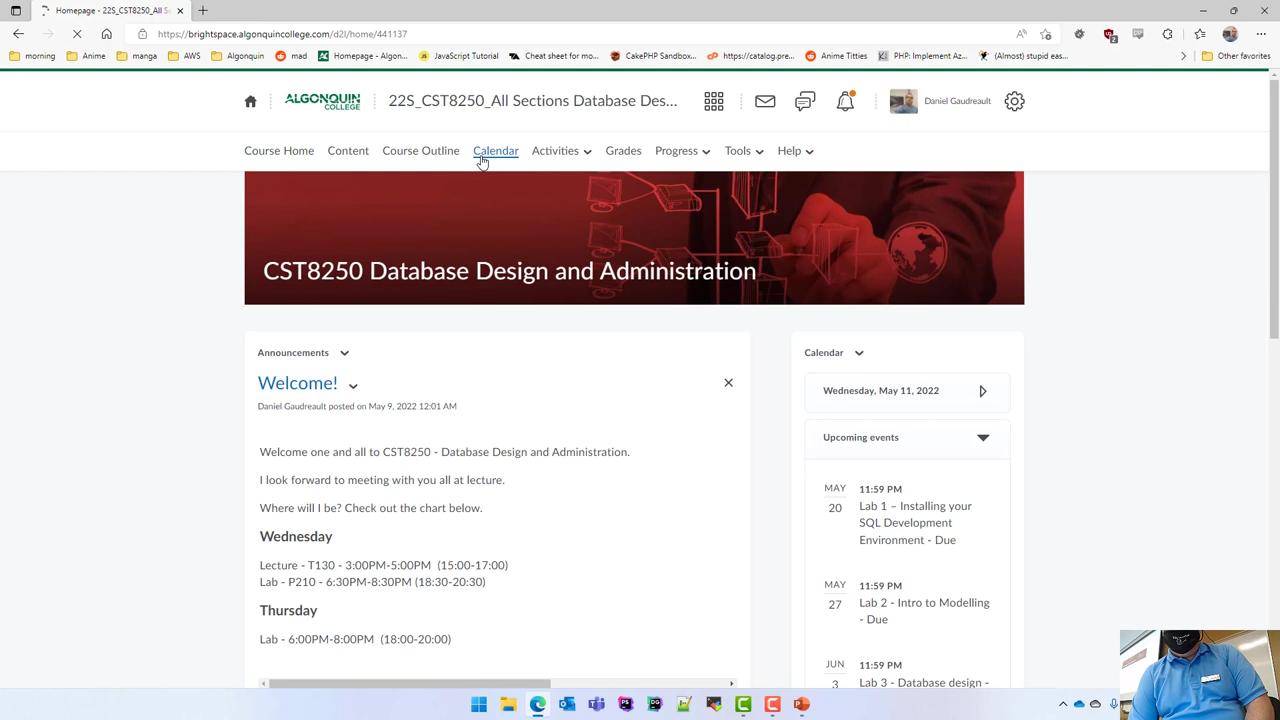 Homepage - 22S_CST8250_All S
https://brightspace.algonquincollege.com/d2l/home/441137
morning
Anime
manga
AWS
Algonquin
mad
Homepage - Algon...
JavaScript Tutorial
Cheat sheet for mo...
CakePHP Sandbox...
https://catalog.pre...
Anime Titties
PHP: Implement Az...
(Almost) stupid eas...
Other favorites
ALGONQUIN
COLLEGE
22S_CST8250_All Sections Database Des...
Daniel Gaudreault
Course Home
Content
Course Outline
Calendar
Activities
Grades
Progress
Tools
Help
CST8250 Database Design and Administration
Announcements
Welcome!
Daniel Gaudreault posted on May 9, 2022 12:01 AM
Welcome one and all to CST8250 - Database Design and Administration.
I look forward to meeting with you all at lecture.
Where will I be? Check out the chart below.
Wednesday
Lecture - T130 - 3:00PM-5:00PM (15:00-17:00)
Lab - P210 - 6:30PM-8:30PM (18:30-20:30)
Thursday
Lab - 6:00PM-8:00PM (18:00-20:00)
Calendar
Wednesday, May 11, 2022
Upcoming events
MAY
20
11:59 PM
Lab 1 – Installing your
SQL Development
Environment - Due
MAY
27
11:59 PM
Lab 2 - Intro to Modelling
- Due
JUN
3
11:59 PM
Lab 3 - Database design -